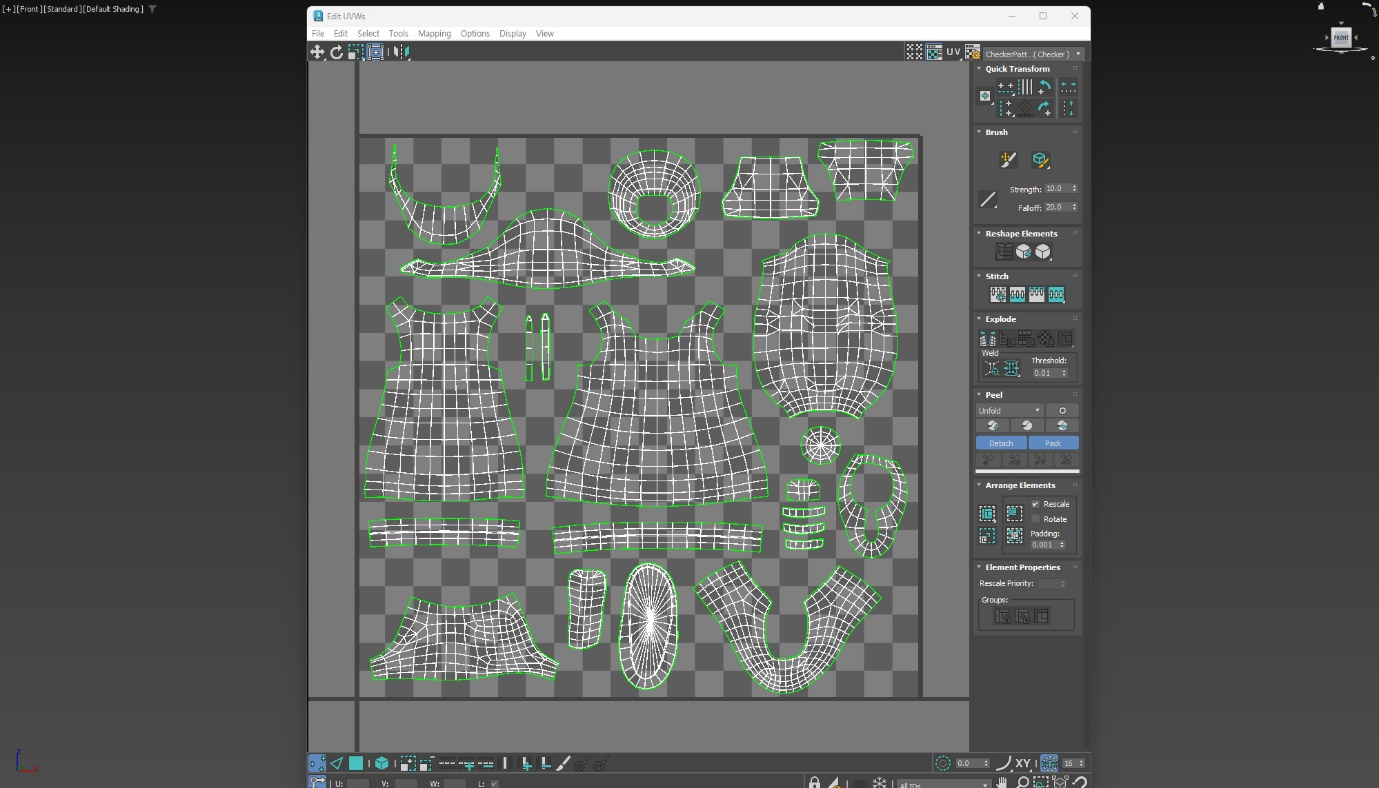 [+][Front][Standard][Default Shading]
Edit UVWs
File Edit Select Tools Mapping Options Display View
UV CheckerPatt...( Checker )
FRONT
Quick Transform
Brush
Strength: 10.0
Falloff: 20.0
Reshape Elements
Stitch
Explode
Weld
Threshold:
0.01
Peel
Unfold
Detach Pack
Arrange Elements
Rescale
Rotate
Padding:
0.001
Element Properties
Rescale Priority:
Groups:
0.0 XY 16
U: V: W: L: All IDs
z
x